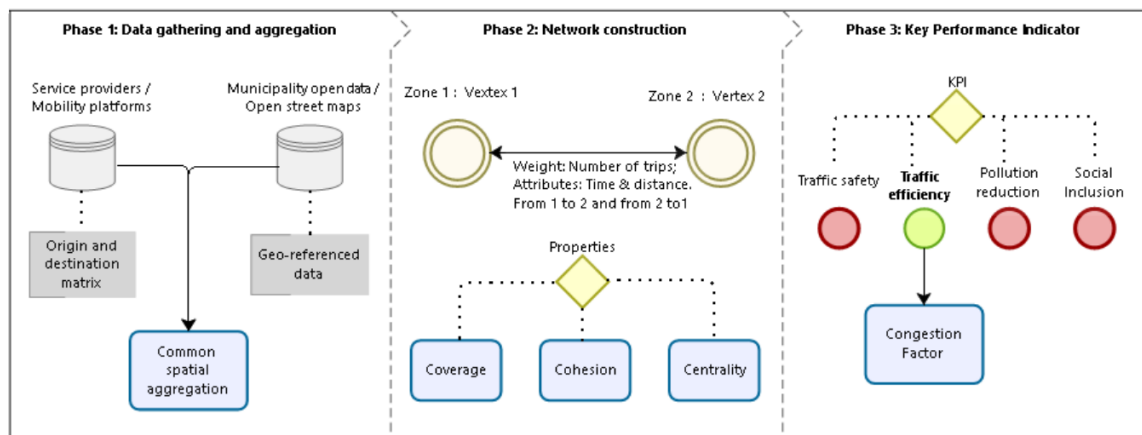 Phase 1: Data gathering and aggregation
Service providers /
Mobility platforms
Municipality open data /
Open street maps
Origin and
destination
matrix
Geo-referenced
data
Common
spatial
aggregation
Phase 2: Network construction
Zone 1 : Vextex 1
Zone 2 : Vertex 2
Weight: Number of trips;
Attributes: Time & distance.
From 1 to 2 and from 2 to1
Properties
Coverage
Cohesion
Centrality
Phase 3: Key Performance Indicator
KPI
Traffic safety
Traffic
efficiency
Pollution
reduction
Social
Inclusion
Congestion
Factor